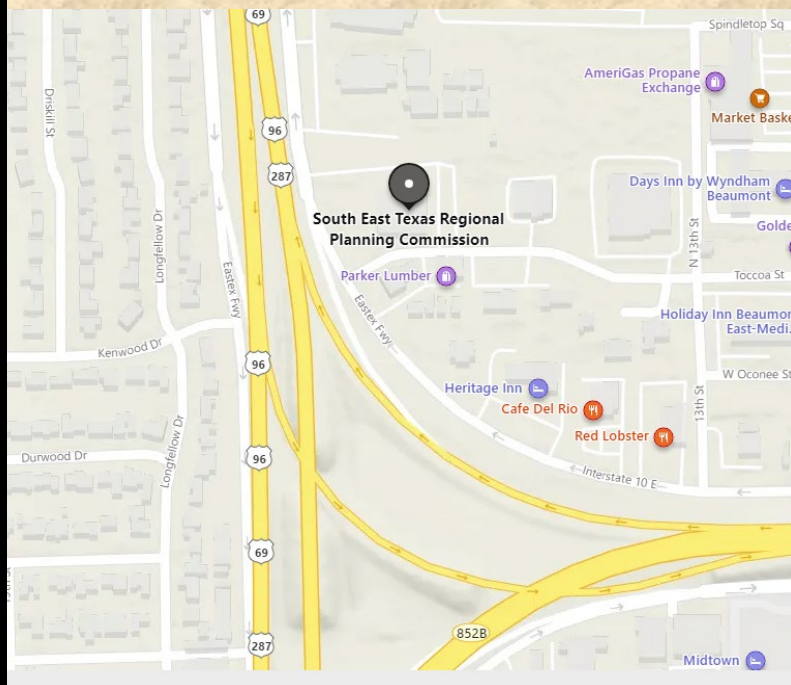 69
Spindletop Sq
AmeriGas Propane
Exchange
Driskill St
Market Baske
96
287
Days Inn by Wyndham
Beaumont
South East Texas Regional
Planning Commission
Longfellow Dr
N 13th St
Golde
Eastex Fwy
Parker Lumber
Toccoa St
Eastex Fwy
Holiday Inn Beaumon
East-Medi.
Kenwood Dr
96
W Oconee St
Heritage Inn
Cafe Del Rio
13th St
Red Lobster
Longfellow Dr
Durwood Dr
96
Interstate 10 E
69
852B
287
Midtown